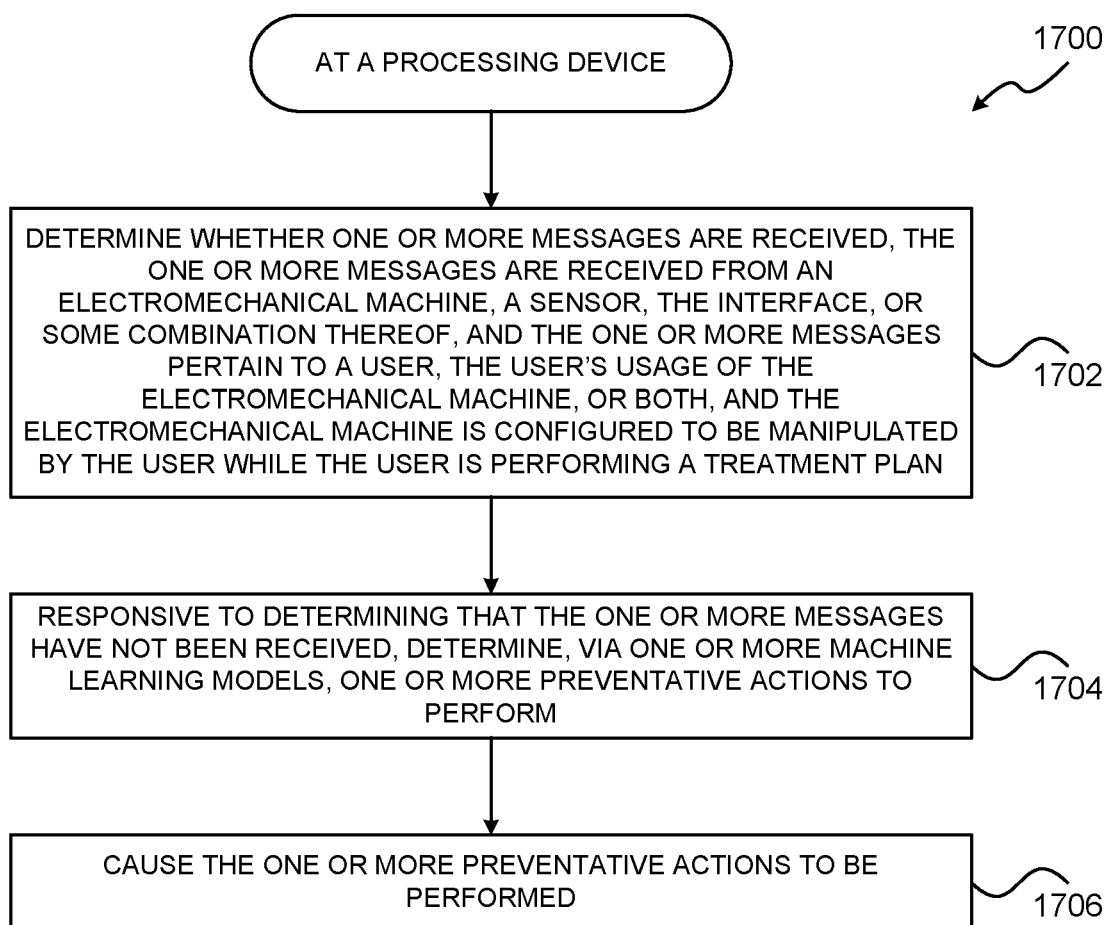 AT A PROCESSING DEVICE
1700
DETERMINE WHETHER ONE OR MORE MESSAGES ARE RECEIVED, THE
ONE OR MORE MESSAGES ARE RECEIVED FROM AN
ELECTROMECHANICAL MACHINE, A SENSOR, THE INTERFACE, OR
SOME COMBINATION THEREOF, AND THE ONE OR MORE MESSAGES
PERTAIN TO A USER, THE USER'S USAGE OF THE
ELECTROMECHANICAL MACHINE, OR BOTH, AND THE
ELECTROMECHANICAL MACHINE IS CONFIGURED TO BE MANIPULATED
BY THE USER WHILE THE USER IS PERFORMING A TREATMENT PLAN
1702
RESPONSIVE TO DETERMINING THAT THE ONE OR MORE MESSAGES
HAVE NOT BEEN RECEIVED, DETERMINE, VIA ONE OR MORE MACHINE
LEARNING MODELS, ONE OR MORE PREVENTATIVE ACTIONS TO
PERFORM
1704
CAUSE THE ONE OR MORE PREVENTATIVE ACTIONS TO BE
PERFORMED
1706